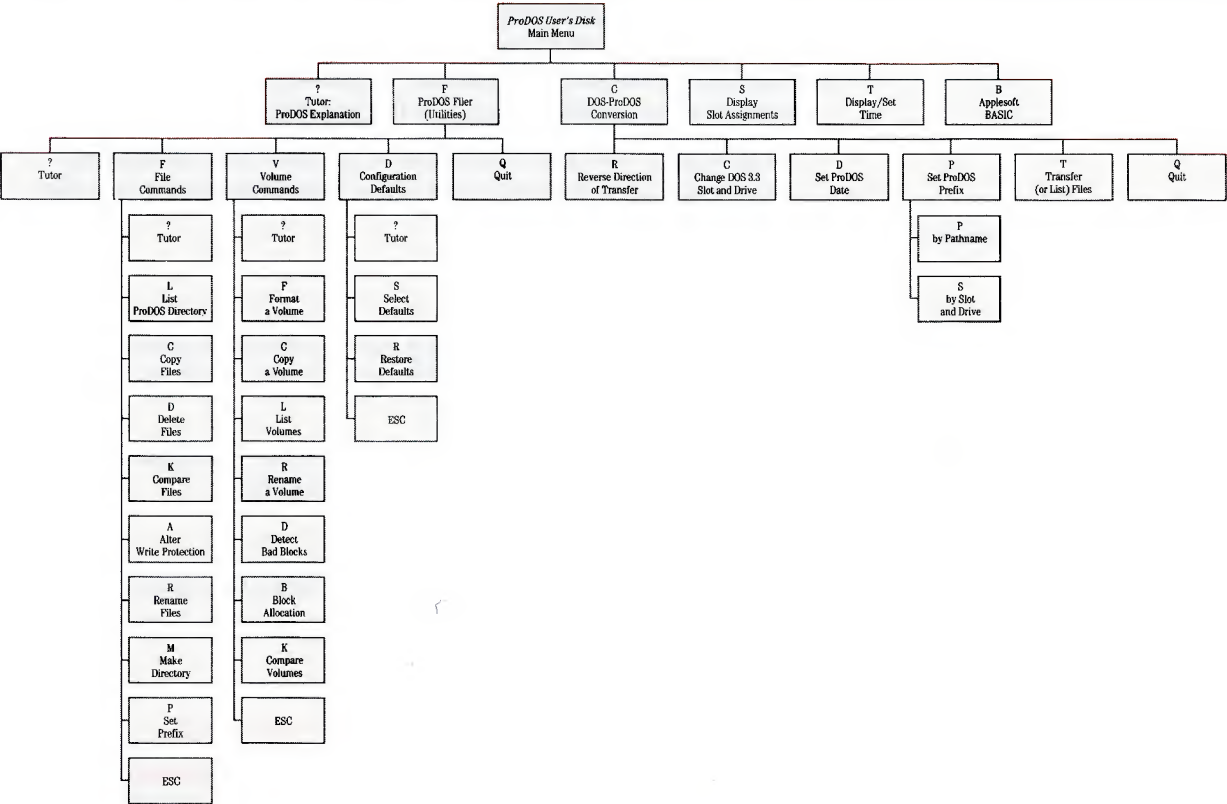 ProDOS User's Disk
Main Menu
?
Tutor:
ProDOS Explanation
F
ProDOS Filer
(Utilities)
C
DOS-ProDOS
Conversion
S
Display
Slot Assignments
T
Display/Set
Time
B
Applesoft
BASIC
?
Tutor
F
File
Commands
V
Volume
Commands
D
Configuration
Defaults
Q
Quit
R
Reverse Direction
of Transfer
C
Change DOS 3.3
Slot and Drive
D
Set ProDOS
Date
P
Set ProDOS
Prefix
T
Transfer
(or List) Files
Q
Quit
?
Tutor
L
List
ProDOS Directory
C
Copy
Files
D
Delete
Files
K
Compare
Files
A
Alter
Write Protection
R
Rename
Files
M
Make
Directory
P
Set
Prefix
ESC
?
Tutor
F
Format
a Volume
C
Copy
a Volume
L
List
Volumes
R
Rename
a Volume
D
Detect
Bad Blocks
B
Block
Allocation
K
Compare
Volumes
ESC
?
Tutor
S
Select
Defaults
R
Restore
Defaults
ESC
P
by Pathname
S
by Slot
and Drive